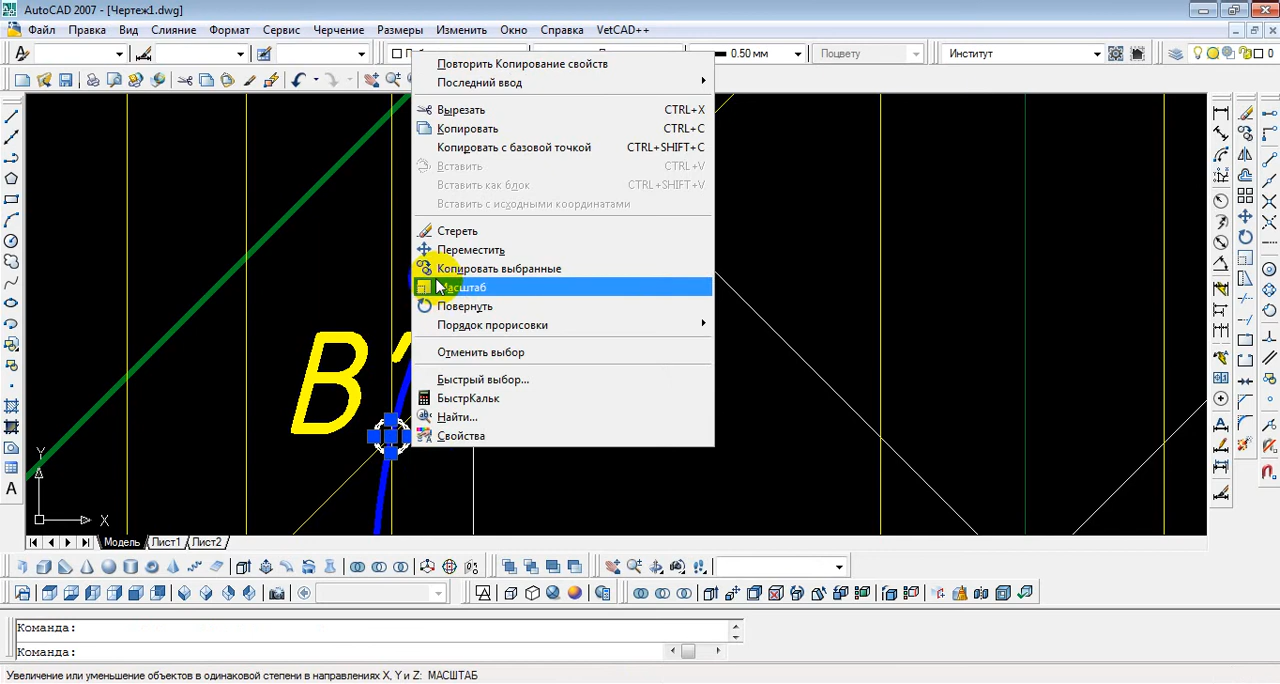 AutoCAD 2007 - [Чертеж1.dwg]
Файл Правка Вид Слияние Формат Сервис Черчение Размеры Изменить Окно Справка VetCAD++
0.50 мм Поцвету Институт 0
Повторить Копирование свойств
Последний ввод
Вырезать CTRL+X
Копировать CTRL+C
Копировать с базовой точкой CTRL+SHIFT+C
Вставить CTRL+V
Вставить как блок CTRL+SHIFT+V
Вставить с исходными координатами
Стереть
Переместить
Копировать выбранные
Масштаб
Повернуть
Порядок прорисовки
Отменить выбор
Быстрый выбор...
БыстрКальк
Найти...
Свойства
B
Y
X
Модель Лист1 Лист2
Команда:
Команда:
Увеличение или уменьшение объектов в одинаковой степени в направлениях X, Y и Z: МАСШТАБ